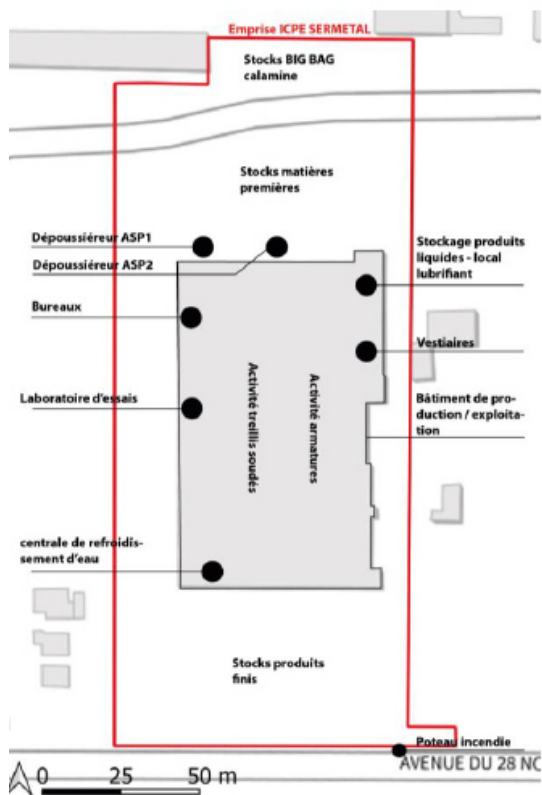 Emprise ICPE SERMETAL
Stocks BIG BAG
calamine
Stocks matières
premières
Dépoussiéreur ASP1
Dépoussiéreur ASP2
Bureaux
Laboratoire d'essais
centrale de refroidis-
sement d'eau
Activité treillis soudés
Activité armatures
Stockage produits
liquides - local
lubrifiant
Vestiaires
Bâtiment de pro-
duction / exploita-
tion
Stocks produits
finis
Poteau incendie
AVENUE DU 28 NO
0 25 50 m